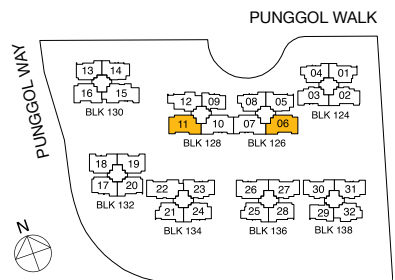 PUNGGOL WALK
PUNGGOL WAY
04 01
03 02
BLK 124
13 14
16 15
BLK 130
12 09
11 10
BLK 128
08 05
07 06
BLK 126
18 19
17 20
BLK 132
22 23
21 24
BLK 134
26 27
25 28
BLK 136
30 31
29 32
BLK 138
N